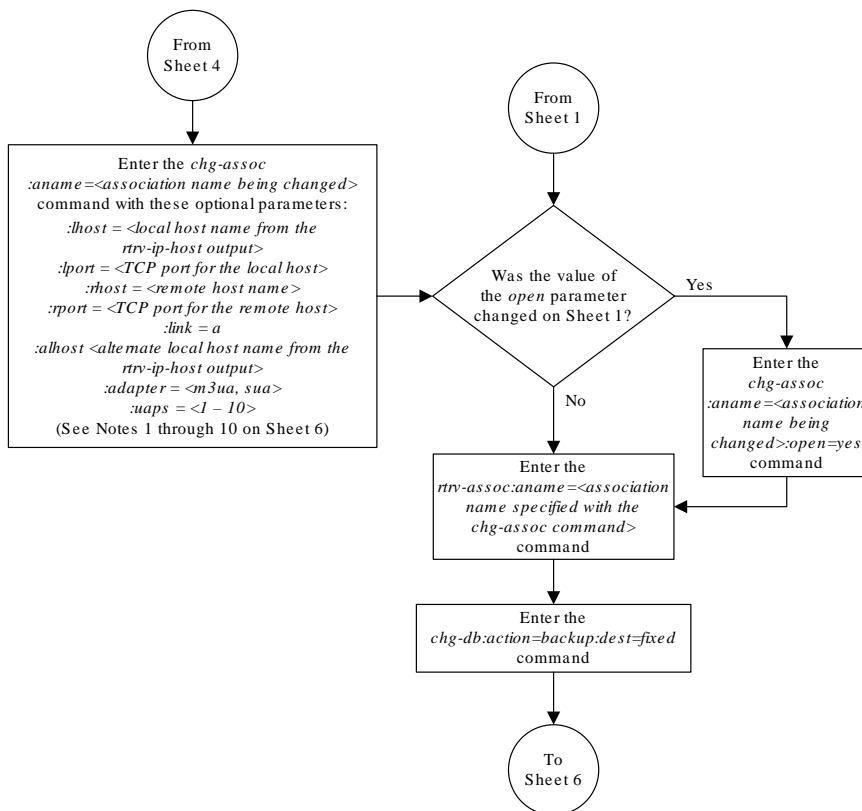 From
Sheet 4
Enter the chg-assoc
:aname=<association name being changed>
command with these optional parameters:
:lhost = <local host name from the
rtrv-ip-host output>
:lport = <TCP port for the local host>
:rhost = <remote host name>
:rport = <TCP port for the remote host>
:link = a
:alhost <alternate local host name from the
rtrv-ip-host output>
:adapter = <m3ua, sua>
:uaps = <1 – 10>
(See Notes 1 through 10 on Sheet 6)
From
Sheet 1
Was the value of
the open parameter
changed on Sheet 1?
Yes
No
Enter the
chg-assoc
:aname=<association
name being
changed>:open=yes
command
Enter the
rtrv-assoc:aname=<association
name specified with the
chg-assoc command>
command
Enter the
chg-db:action=backup:dest=fixed
command
To
Sheet 6